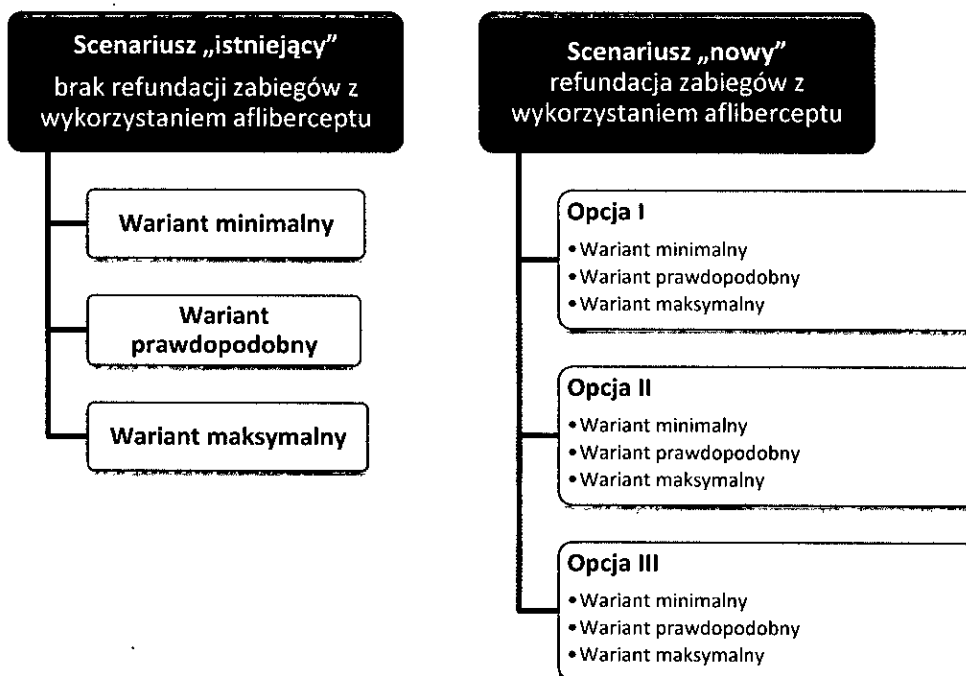 Scenariusz „istniejący”
brak refundacji zabiegów z
wykorzystaniem afliberceptu
Wariant minimalny
Wariant
prawdopodobny
Wariant maksymalny
Scenariusz „nowy”
refundacja zabiegów z
wykorzystaniem afliberceptu
Opcja I
• Wariant minimalny
• Wariant prawdopodobny
• Wariant maksymalny
Opcja II
• Wariant minimalny
• Wariant prawdopodobny
• Wariant maksymalny
Opcja III
• Wariant minimalny
• Wariant prawdopodobny
• Wariant maksymalny